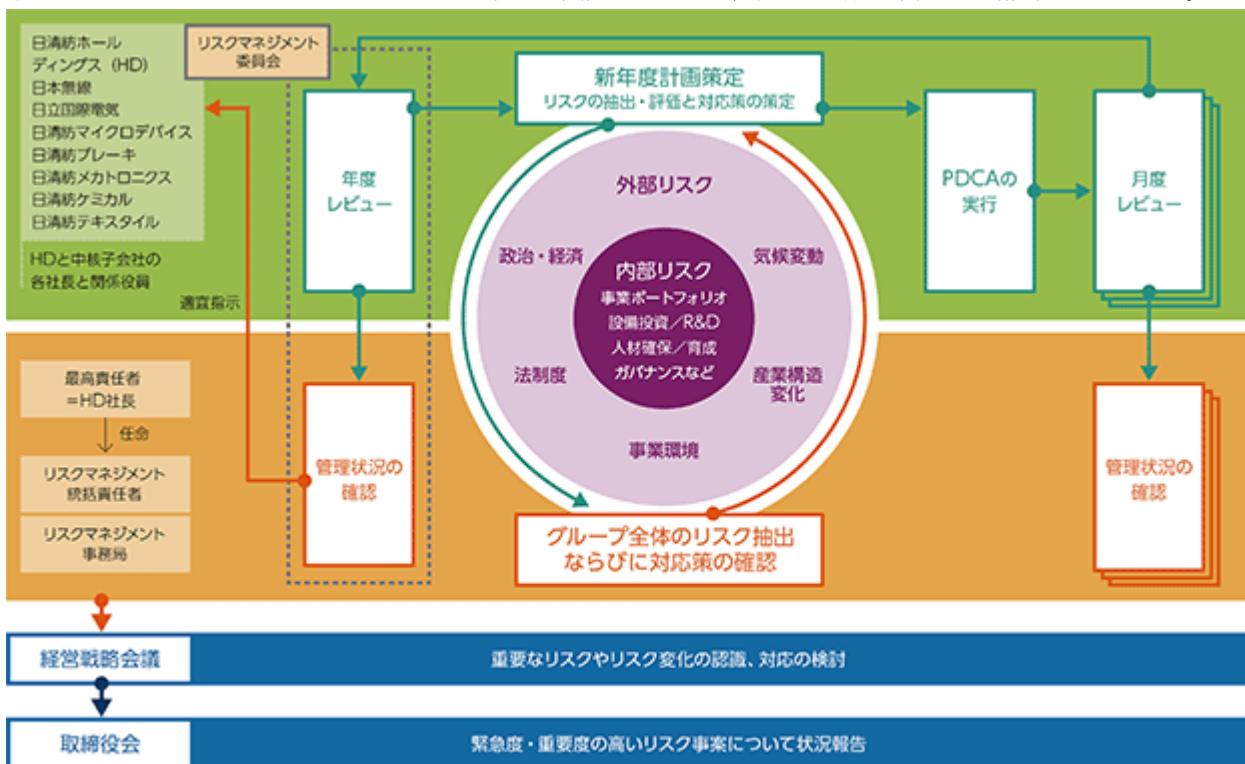 日清紡ホール
ディングス（HD）
日本無線
日立国際電気
日清紡マイクロデバイス
日清紡ブレーキ
日清紡メカトロニクス
日清紡ケミカル
日清紡テキスタイル
HDと中核子会社の
各社長と関係役員
リスクマネジメント
委員会
適宜指示
年度
レビュー
新年度計画策定
リスクの抽出・評価と対応策の策定
PDCAの
実行
月度
レビュー
外部リスク
政治・経済
気候変動
内部リスク
事業ポートフォリオ
設備投資／R&D
人材確保／育成
ガバナンスなど
法制度
産業構造
変化
事業環境
最高責任者
＝HD社長
任命
リスクマネジメント
統括責任者
リスクマネジメント
事務局
管理状況の
確認
グループ全体のリスク抽出
ならびに対応策の確認
管理状況の
確認
経営戦略会議
重要なリスクやリスク変化の認識、対応の検討
取締役会
緊急度・重要度の高いリスク事案について状況報告